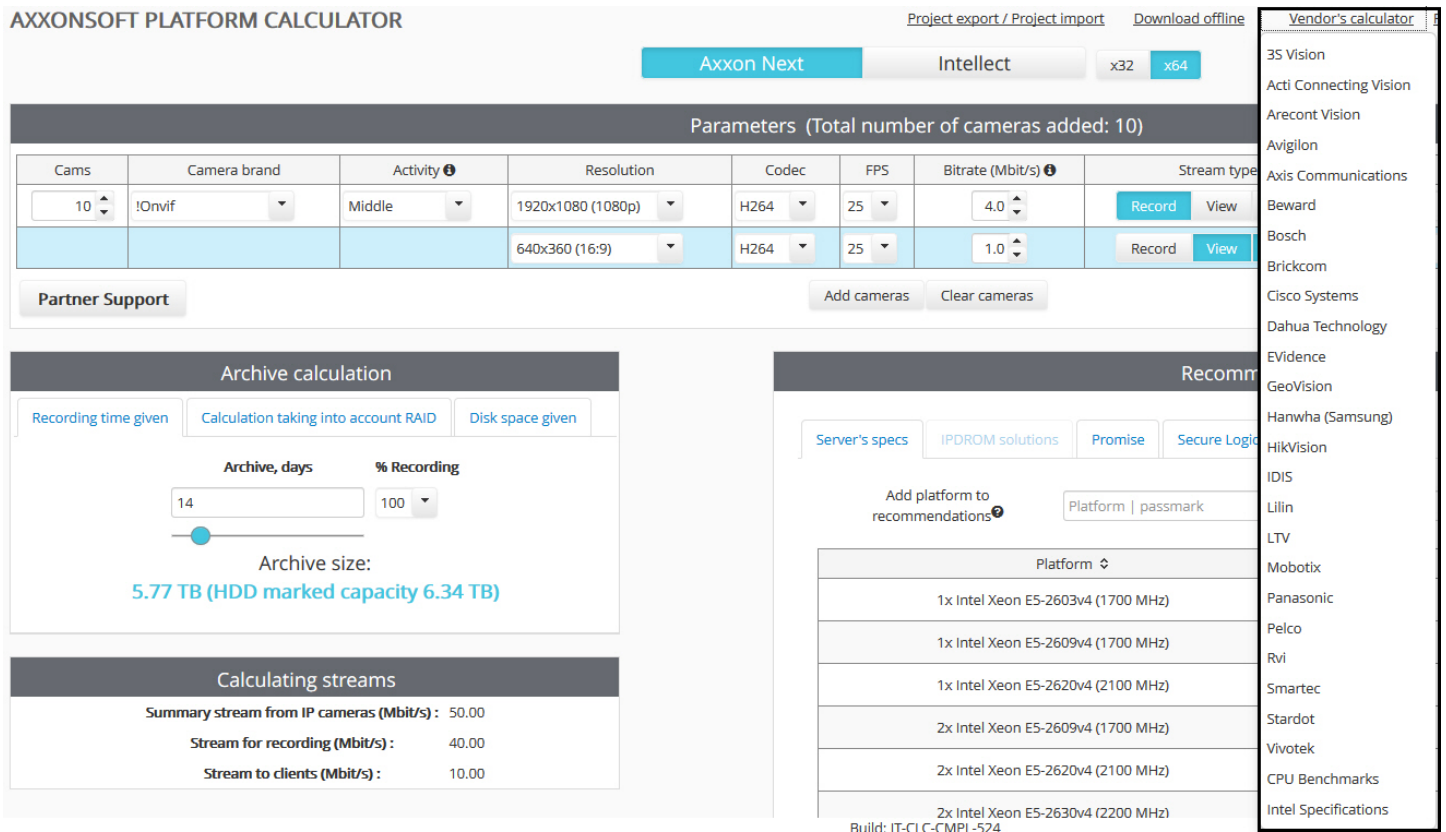 AXXONSOFT PLATFORM CALCULATOR
Project export / Project import
Download offline
Vendor's calculator
Axxon Next
Intellect
x32
x64
Parameters (Total number of cameras added: 10)
Cams
Camera brand
Activity
Resolution
Codec
FPS
Bitrate (Mbit/s)
Stream type
10
!Onvif
Middle
1920x1080 (1080p)
H264
25
4.0
Record
View
640x360 (16:9)
H264
25
1.0
Record
View
Partner Support
Add cameras
Clear cameras
Archive calculation
Recording time given
Calculation taking into account RAID
Disk space given
Archive, days
% Recording
14
100
Archive size:
5.77 TB (HDD marked capacity 6.34 TB)
Calculating streams
Summary stream from IP cameras (Mbit/s) : 50.00
Stream for recording (Mbit/s) : 40.00
Stream to clients (Mbit/s) : 10.00
Recomm
Server's specs
IPDROM solutions
Promise
Secure Logic
Add platform to
recommendations
Platform | passmark
Platform
1x Intel Xeon E5-2603v4 (1700 MHz)
1x Intel Xeon E5-2609v4 (1700 MHz)
1x Intel Xeon E5-2620v4 (2100 MHz)
2x Intel Xeon E5-2609v4 (1700 MHz)
2x Intel Xeon E5-2620v4 (2100 MHz)
2x Intel Xeon E5-2630v4 (2200 MHz)
Build: IT-CLC-CMPL-524
3S Vision
Acti Connecting Vision
Arecont Vision
Avigilon
Axis Communications
Beward
Bosch
Brickcom
Cisco Systems
Dahua Technology
EVidence
GeoVision
Hanwha (Samsung)
HikVision
IDIS
Lilin
LTV
Mobotix
Panasonic
Pelco
Rvi
Smartec
Stardot
Vivotek
CPU Benchmarks
Intel Specifications